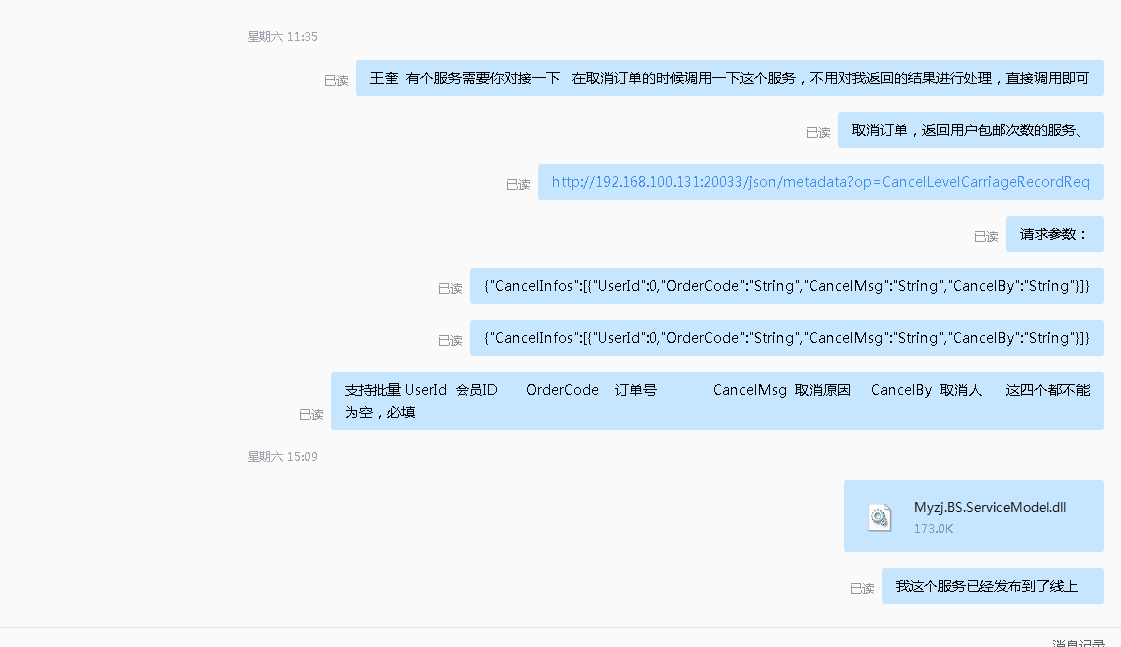 星期六 11:35
已读
王奎 有个服务需要你对接一下 在取消订单的时候调用一下这个服务，不用对我返回的结果进行处理，直接调用即可
已读
取消订单，返回用户包邮次数的服务、
已读
http://192.168.100.131:20033/json/metadata?op=CancelLevelCarriageRecordReq
已读
请求参数：
已读
{"CancelInfos":[{"UserId":0,"OrderCode":"String","CancelMsg":"String","CancelBy":"String"}]}
已读
{"CancelInfos":[{"UserId":0,"OrderCode":"String","CancelMsg":"String","CancelBy":"String"}]}
支持批量 UserId 会员ID OrderCode 订单号 CancelMsg 取消原因 CancelBy 取消人 这四个都不能
已读
为空，必填
星期六 15:09
Myzj.BS.ServiceModel.dll
173.0K
已读
我这个服务已经发布到了线上
消息记录